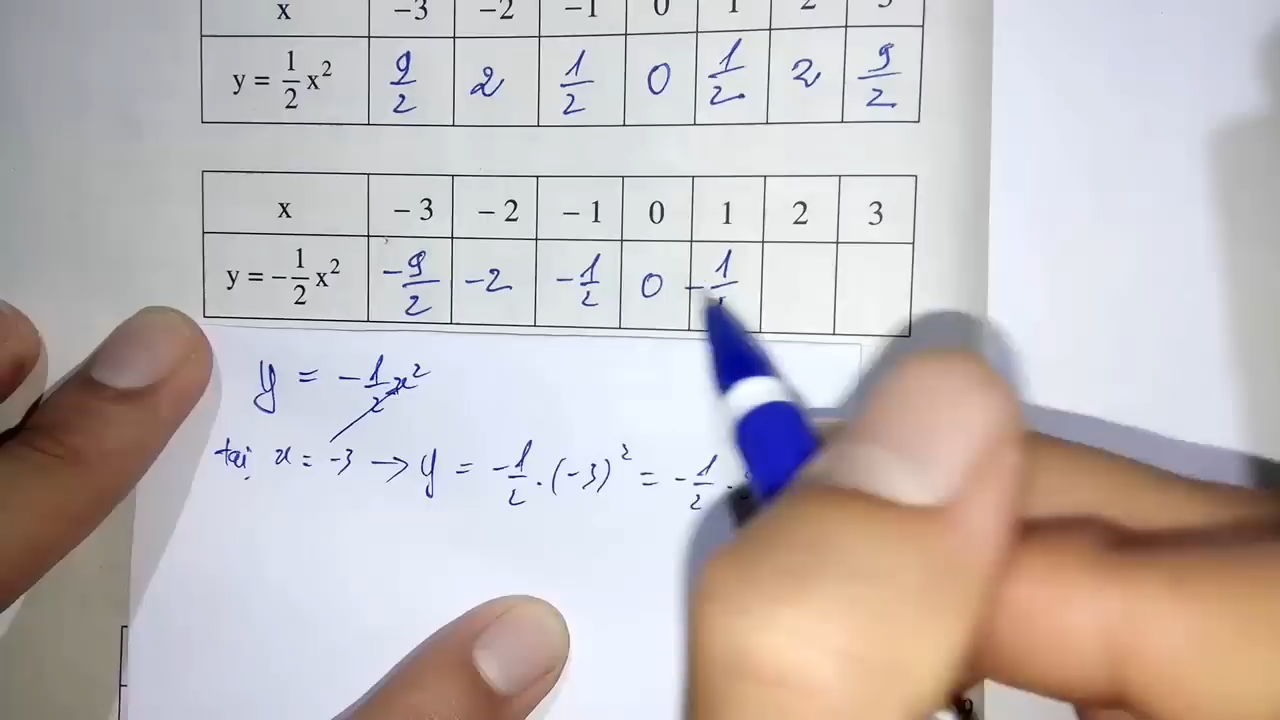 x −3 −2 −1 0 1 2 3
y = 1/2 x² 9/2 2 1/2 0 1/2 2 9/2
x −3 −2 −1 0 1 2 3
y = −1/2 x² −9/2 −2 −1/2 0 −1/2
y = −1/2 x²
tại x = −3 → y = −1/2 . (−3)² = −1/2 .